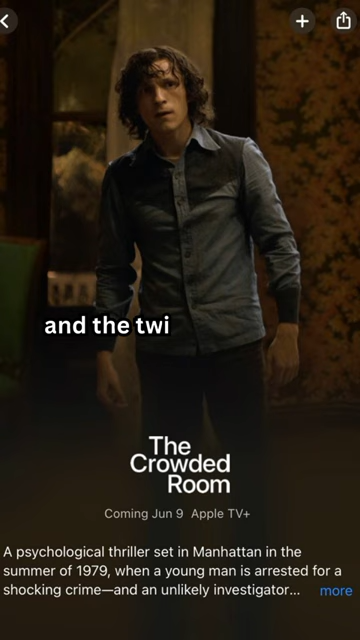 and the twi
The
Crowded
Room
Coming Jun 9 Apple TV+
A psychological thriller set in Manhattan in the
summer of 1979, when a young man is arrested for a
shocking crime—and an unlikely investigator... more